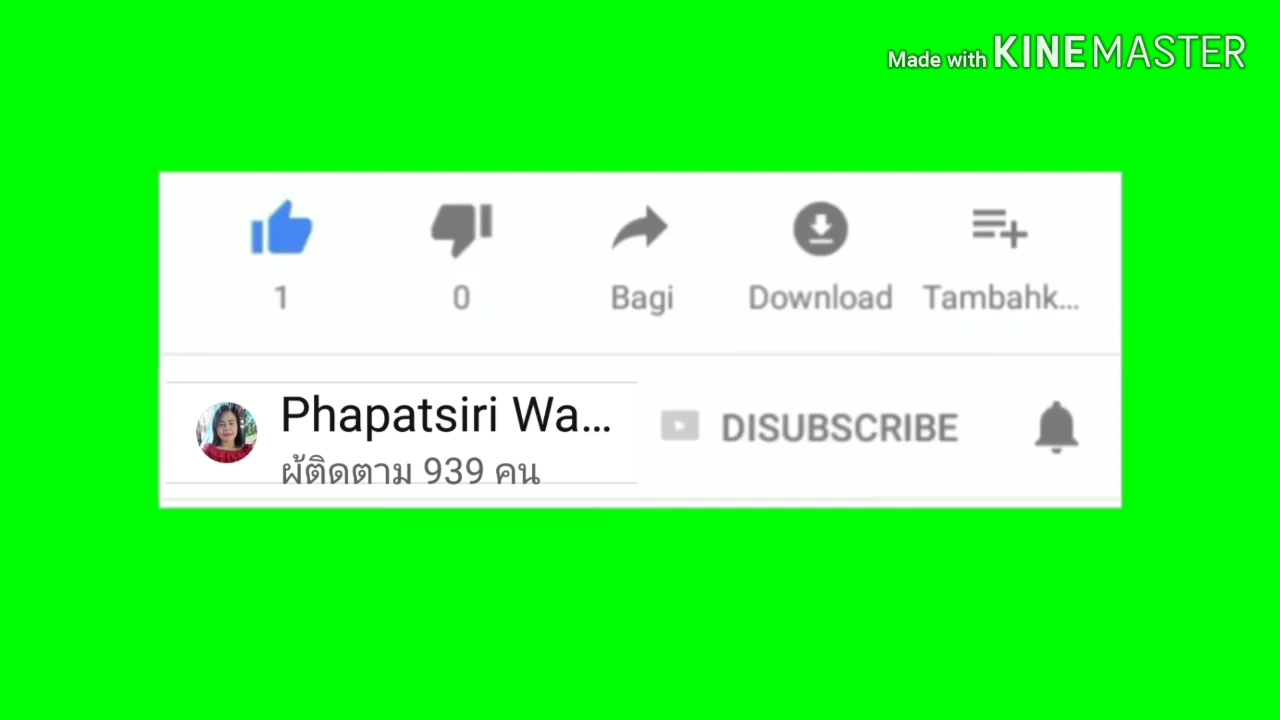 Made with KINEMASTER
1 0 Bagi Download Tambahk...
Phapatsiri Wa...
DISUBSCRIBE
ผู้ติดตาม 939 คน